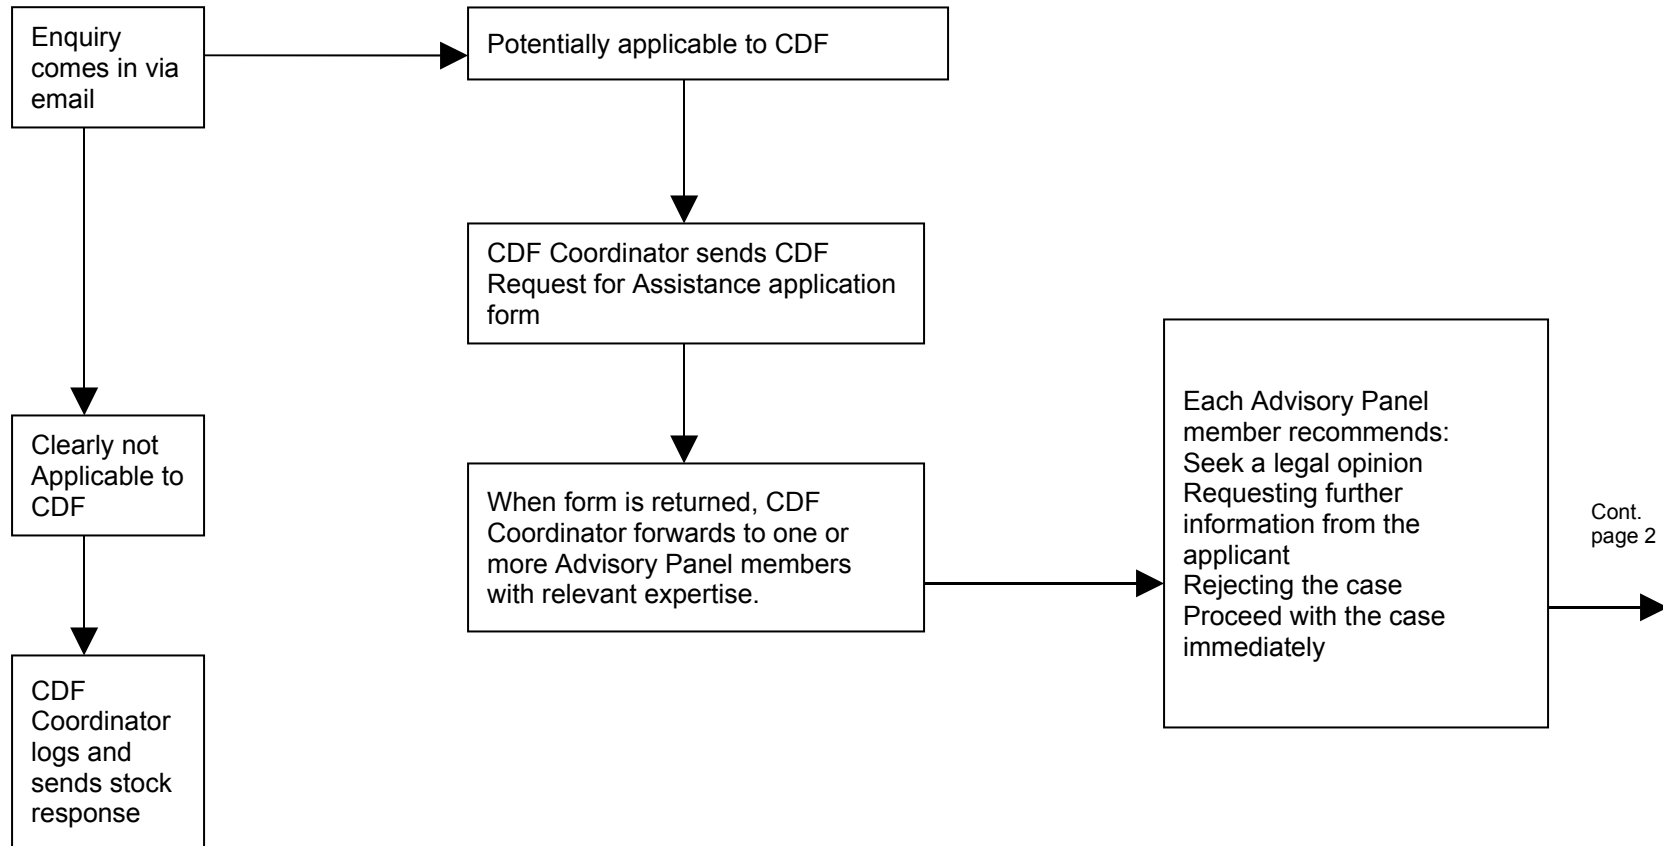 Enquiry
comes in via
email
Potentially applicable to CDF
CDF Coordinator sends CDF
Request for Assistance application
form
Clearly not
Applicable to
CDF
When form is returned, CDF
Coordinator forwards to one or
more Advisory Panel members
with relevant expertise.
Each Advisory Panel
member recommends:
Seek a legal opinion
Requesting further
information from the
applicant
Rejecting the case
Proceed with the case
immediately
Cont.
page 2
CDF
Coordinator
logs and
sends stock
response